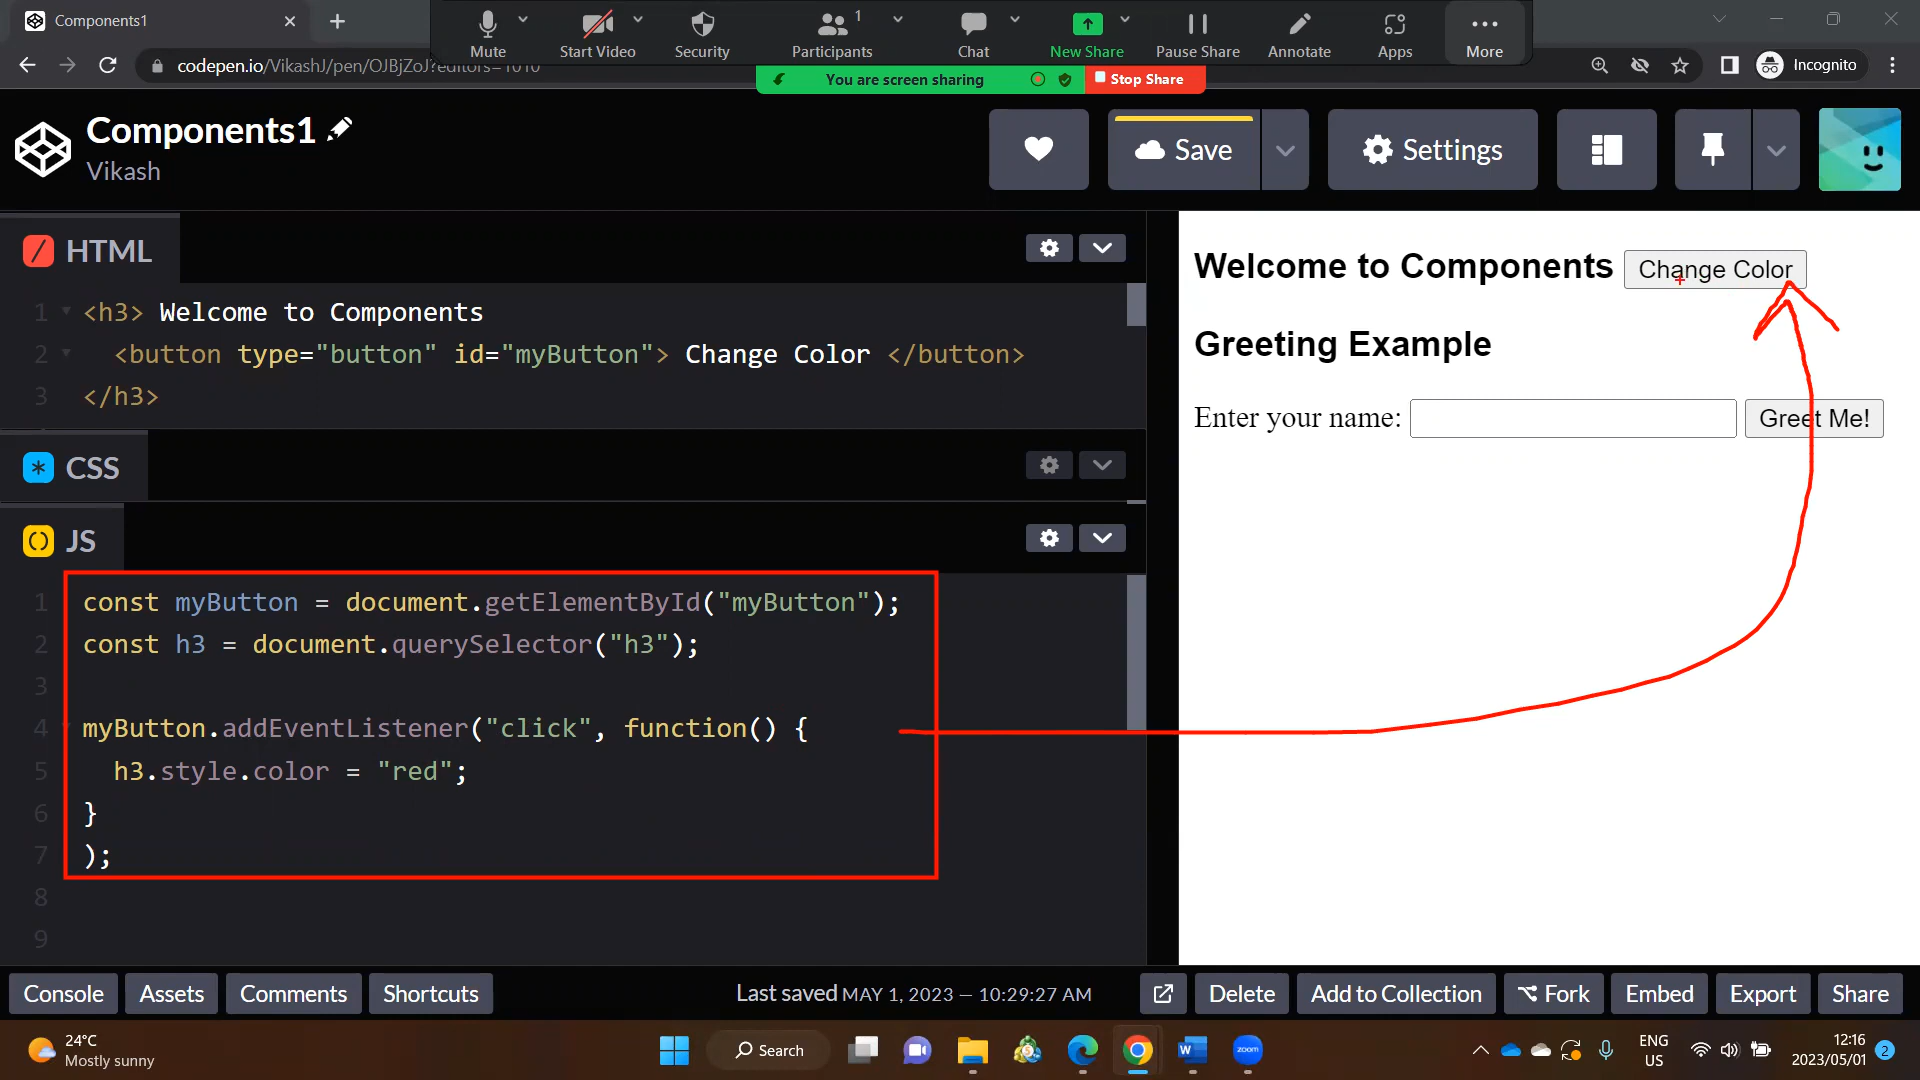 Components1
Mute
Start Video
Security
Participants
1
Chat
New Share
Pause Share
Annotate
Apps
More
codepen.io/VikashJ/pen/OJBjZoJ?editors=1010
You are screen sharing
Stop Share
Incognito
Components1
Vikash
Save
Settings
HTML
1 <h3> Welcome to Components
2 <button type="button" id="myButton"> Change Color </button>
3 </h3>
CSS
JS
1 const myButton = document.getElementById("myButton");
2 const h3 = document.querySelector("h3");
3
4 myButton.addEventListener("click", function() {
5 h3.style.color = "red";
6 }
7 );
8
9
Welcome to Components Change Color
Greeting Example
Enter your name: Greet Me!
Console
Assets
Comments
Shortcuts
Last saved MAY 1, 2023 — 10:29:27 AM
Delete
Add to Collection
Fork
Embed
Export
Share
24°C
Mostly sunny
Search
zoom
ENG
US
12:16
2023/05/01
2